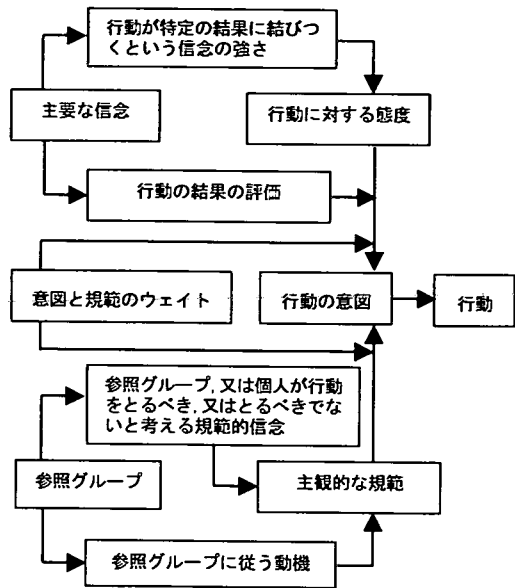 行動が特定の結果に結びつ
くという信念の強さ
主要な信念
行動に対する態度
行動の結果の評価
意図と規範のウェイト
行動の意図
行動
参照グループ，又は個人が行動
をとるべき，又はとるべきでな
いと考える規範的信念
参照グループ
主観的な規範
参照グループに従う動機